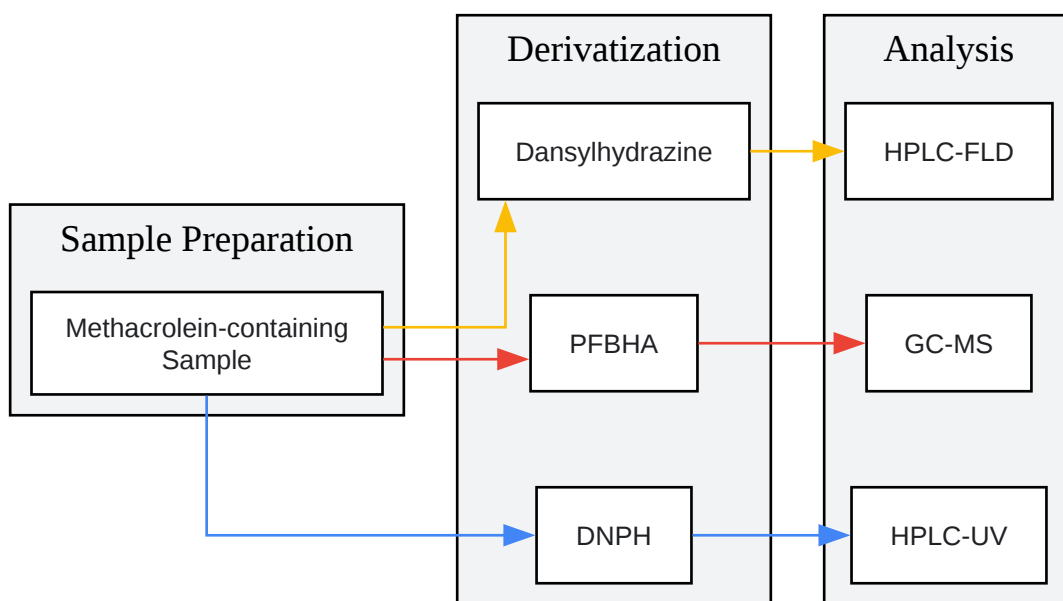 Derivatization
Analysis
Dansylhydrazine
HPLC-FLD
Sample Preparation
Methacrolein-containing
Sample
PFBHA
GC-MS
DNPH
HPLC-UV